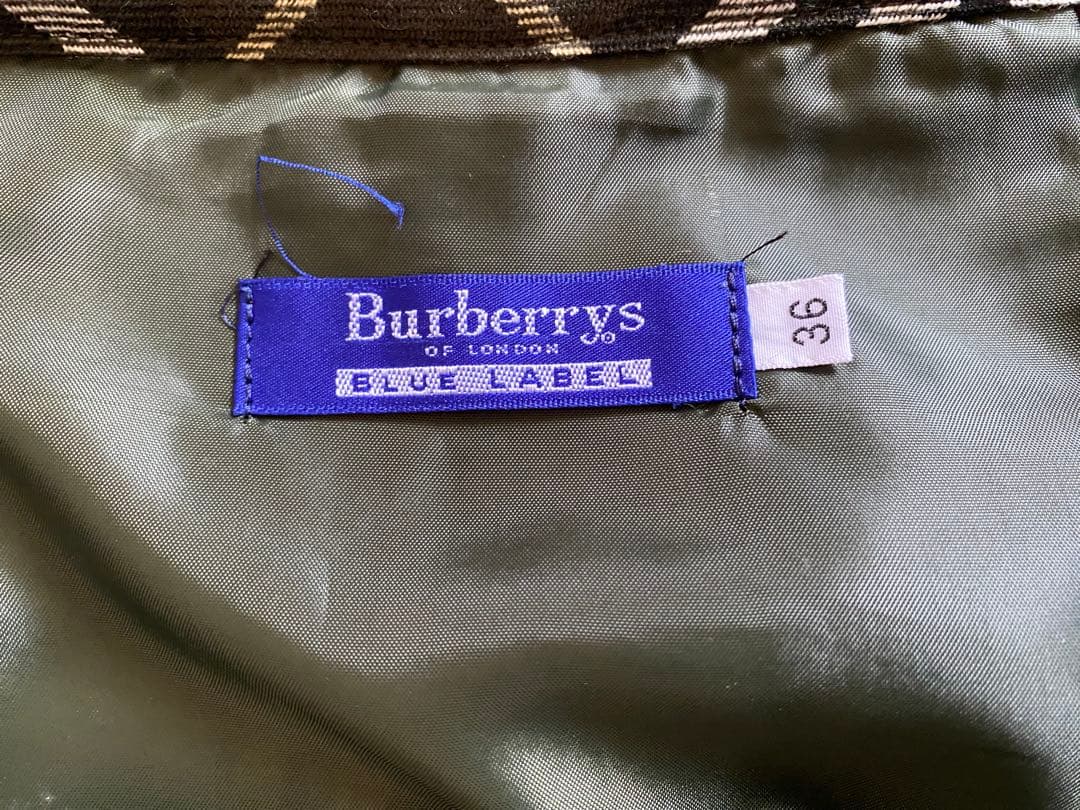 Burberrys
OF LONDON
BLUE LABEL
36